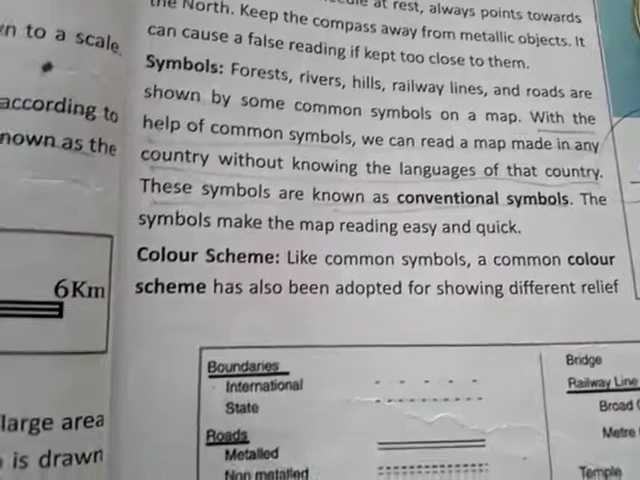 n to a scale.
according to
nown as the
6Km
large area
is drawn
the North. Keep the compass away from metallic objects. It
at rest, always points towards
can cause a false reading if kept too close to them.
Symbols: Forests, rivers, hills, railway lines, and roads are
shown by some common symbols on a map. With the
help of common symbols, we can read a map made in any
country without knowing the languages of that country.
These symbols are known as conventional symbols. The
symbols make the map reading easy and quick.
Colour Scheme: Like common symbols, a common colour
scheme has also been adopted for showing different relief
Boundaries
International
State
Roads
Metalled
Non metalled
Bridge
Railway Line
Broad
Metre
Temple